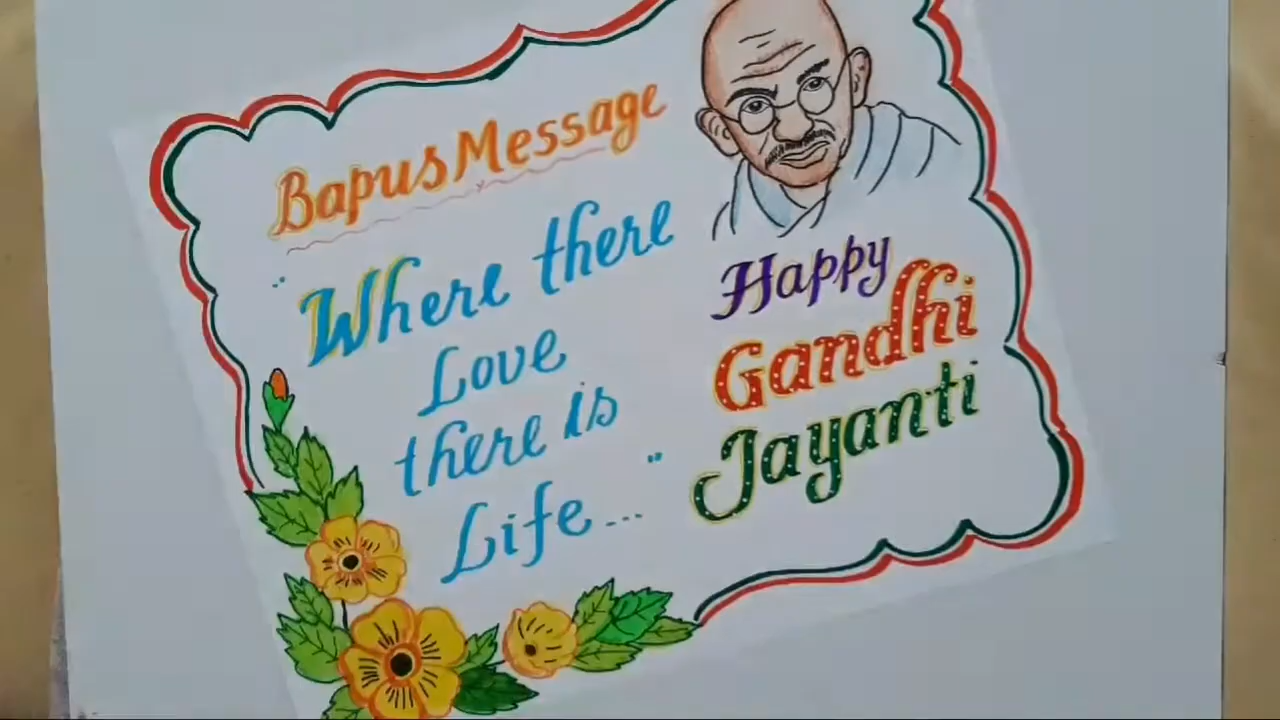 Bapus Message
"Where there
Love
there is
Life..."
Happy
Gandhi
Jayanti